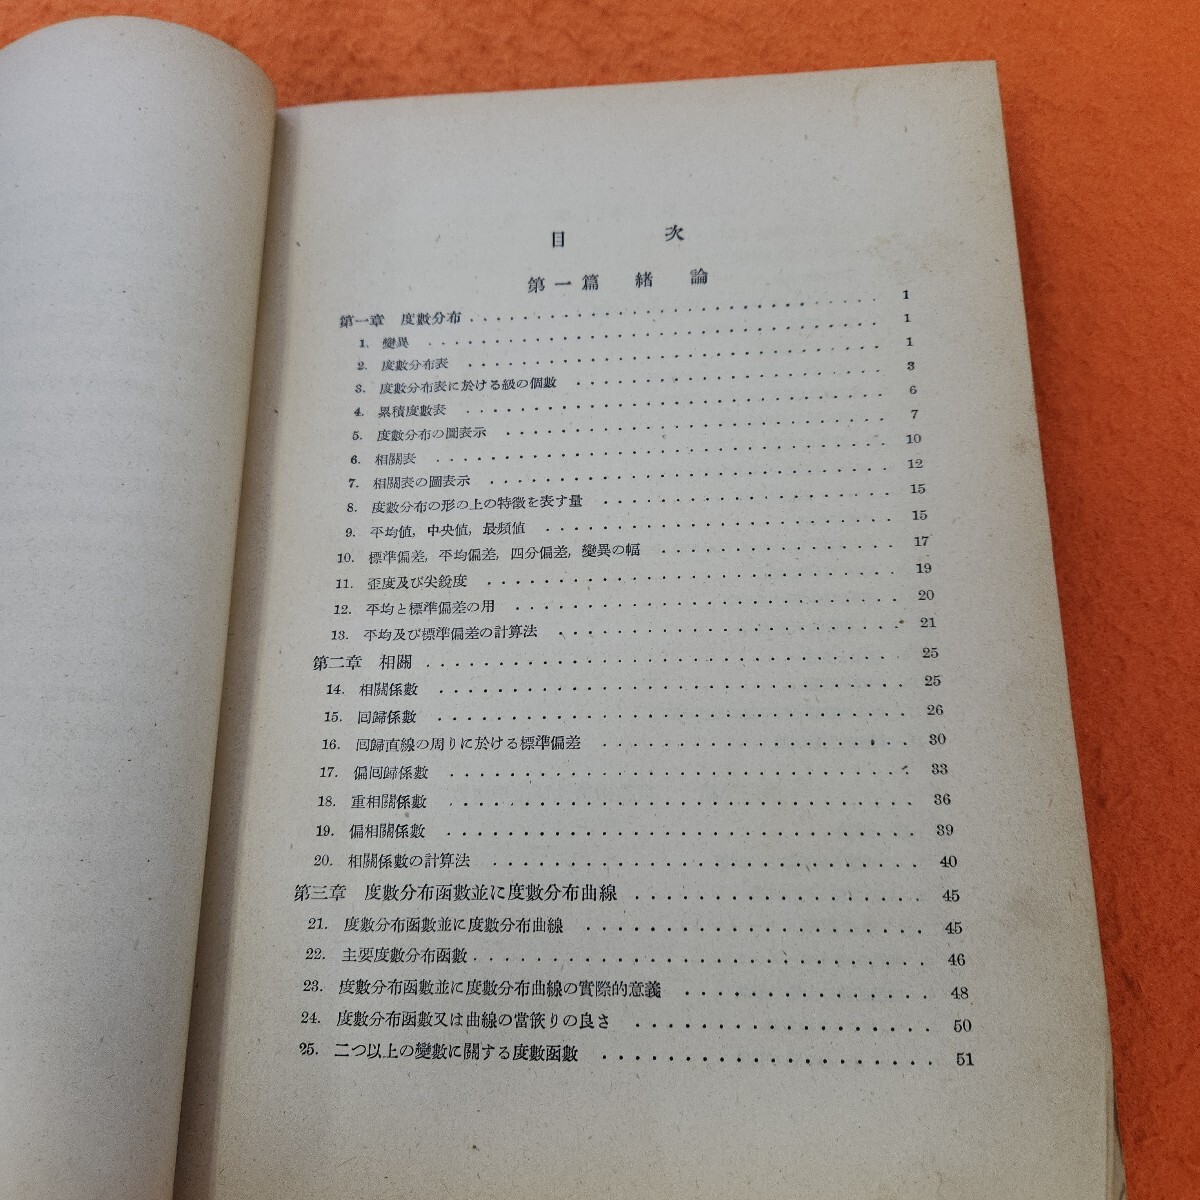 目次
第一篇 緒論
第一章 度數分布 . . . . . . . . . . . . . . . . . . . . 1
1. 變異 . . . . . . . . . . . . . . . . . . . . 1
2. 度數分布表 . . . . . . . . . . . . . . . . . . . . 1
3. 度數分布表に於ける級の個數 . . . . . . . . . . . . . . . . 3
4. 累積度數表 . . . . . . . . . . . . . . . . . . . . 6
5. 度數分布の圖表示 . . . . . . . . . . . . . . . . . . . . 7
6. 相關表 . . . . . . . . . . . . . . . . . . . . 10
7. 相關表の圖表示 . . . . . . . . . . . . . . . . . . . . 12
8. 度數分布の形の上の特徵を表す量 . . . . . . . . . . . . . . . 15
9. 平均値, 中央値, 最頻値 . . . . . . . . . . . . . . . . . . 15
10. 標準偏差, 平均偏差, 四分偏差, 變異の幅 . . . . . . . . . . . . 17
11. 歪度及び尖銳度 . . . . . . . . . . . . . . . . . . . . 19
12. 平均と標準偏差の用 . . . . . . . . . . . . . . . . . . . . 20
13. 平均及び標準偏差の計算法 . . . . . . . . . . . . . . . . . 21
第二章 相關 . . . . . . . . . . . . . . . . . . . . 25
14. 相關係數 . . . . . . . . . . . . . . . . . . . . 25
15. 回歸係數 . . . . . . . . . . . . . . . . . . . . 26
16. 回歸直線の周りに於ける標準偏差 . . . . . . . . . . . . . . . 30
17. 偏回歸係數 . . . . . . . . . . . . . . . . . . . . 33
18. 重相關係數 . . . . . . . . . . . . . . . . . . . . 36
19. 偏相關係數 . . . . . . . . . . . . . . . . . . . . 39
20. 相關係數の計算法 . . . . . . . . . . . . . . . . . . . . 40
第三章 度數分布函數並に度數分布曲線 . . . . . . . . . . . . . . . 45
21. 度數分布函數並に度數分布曲線 . . . . . . . . . . . . . . . . 45
22. 主要度數分布函數 . . . . . . . . . . . . . . . . . . . . 46
23. 度數分布函數並に度數分布曲線の實際的意義 . . . . . . . . . . . . 48
24. 度數分布函數又は曲線の當嵌りの良さ . . . . . . . . . . . . . . 50
25. 二つ以上の變數に關する度數函數 . . . . . . . . . . . . . . . 51